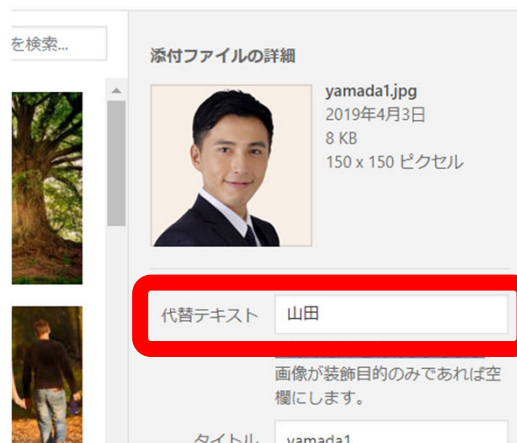 を検索...
添付ファイルの詳細
yamada1.jpg
2019年4月3日
8 KB
150 x 150 ピクセル
代替テキスト 山田
画像が装飾目的のみであれば空
欄にします。
タイトル yamada1